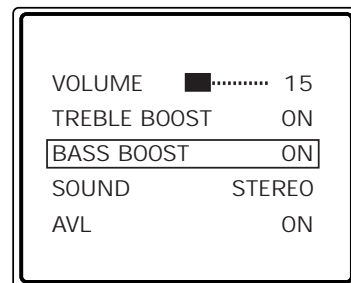 VOLUME 15
TREBLE BOOST ON
BASS BOOST ON
SOUND STEREO
AVL ON